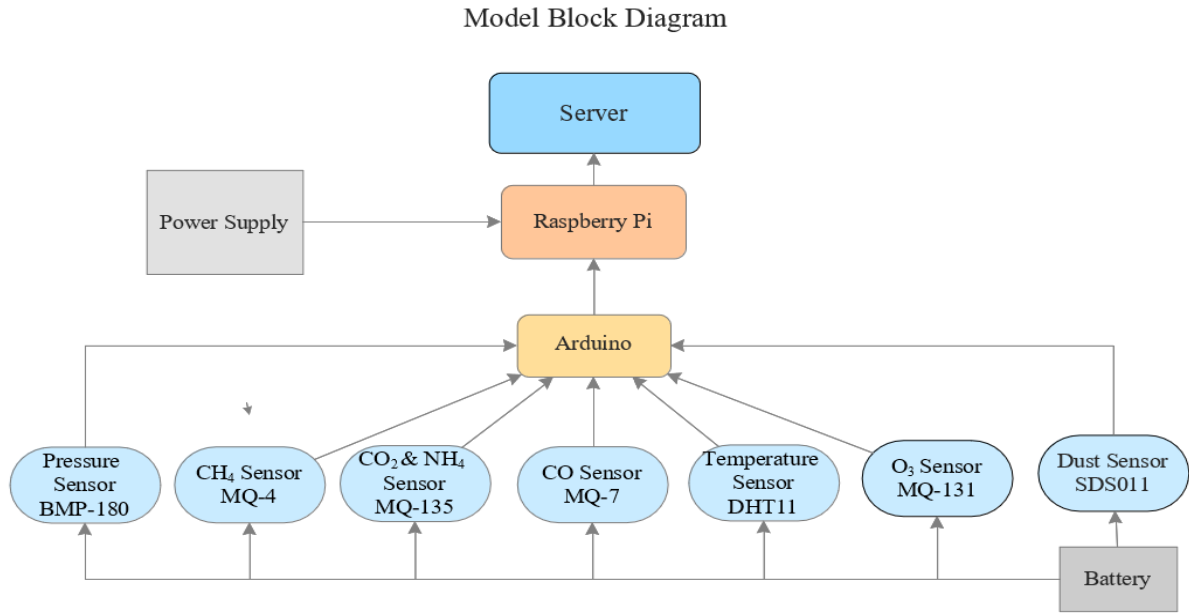 Model Block Diagram
Server
Power Supply
Raspberry Pi
Arduino
Pressure
Sensor
BMP-180
CH₄ Sensor
MQ-4
CO₂ & NH₄
Sensor
MQ-135
CO Sensor
MQ-7
Temperature
Sensor
DHT11
O₃ Sensor
MQ-131
Dust Sensor
SDS011
Battery